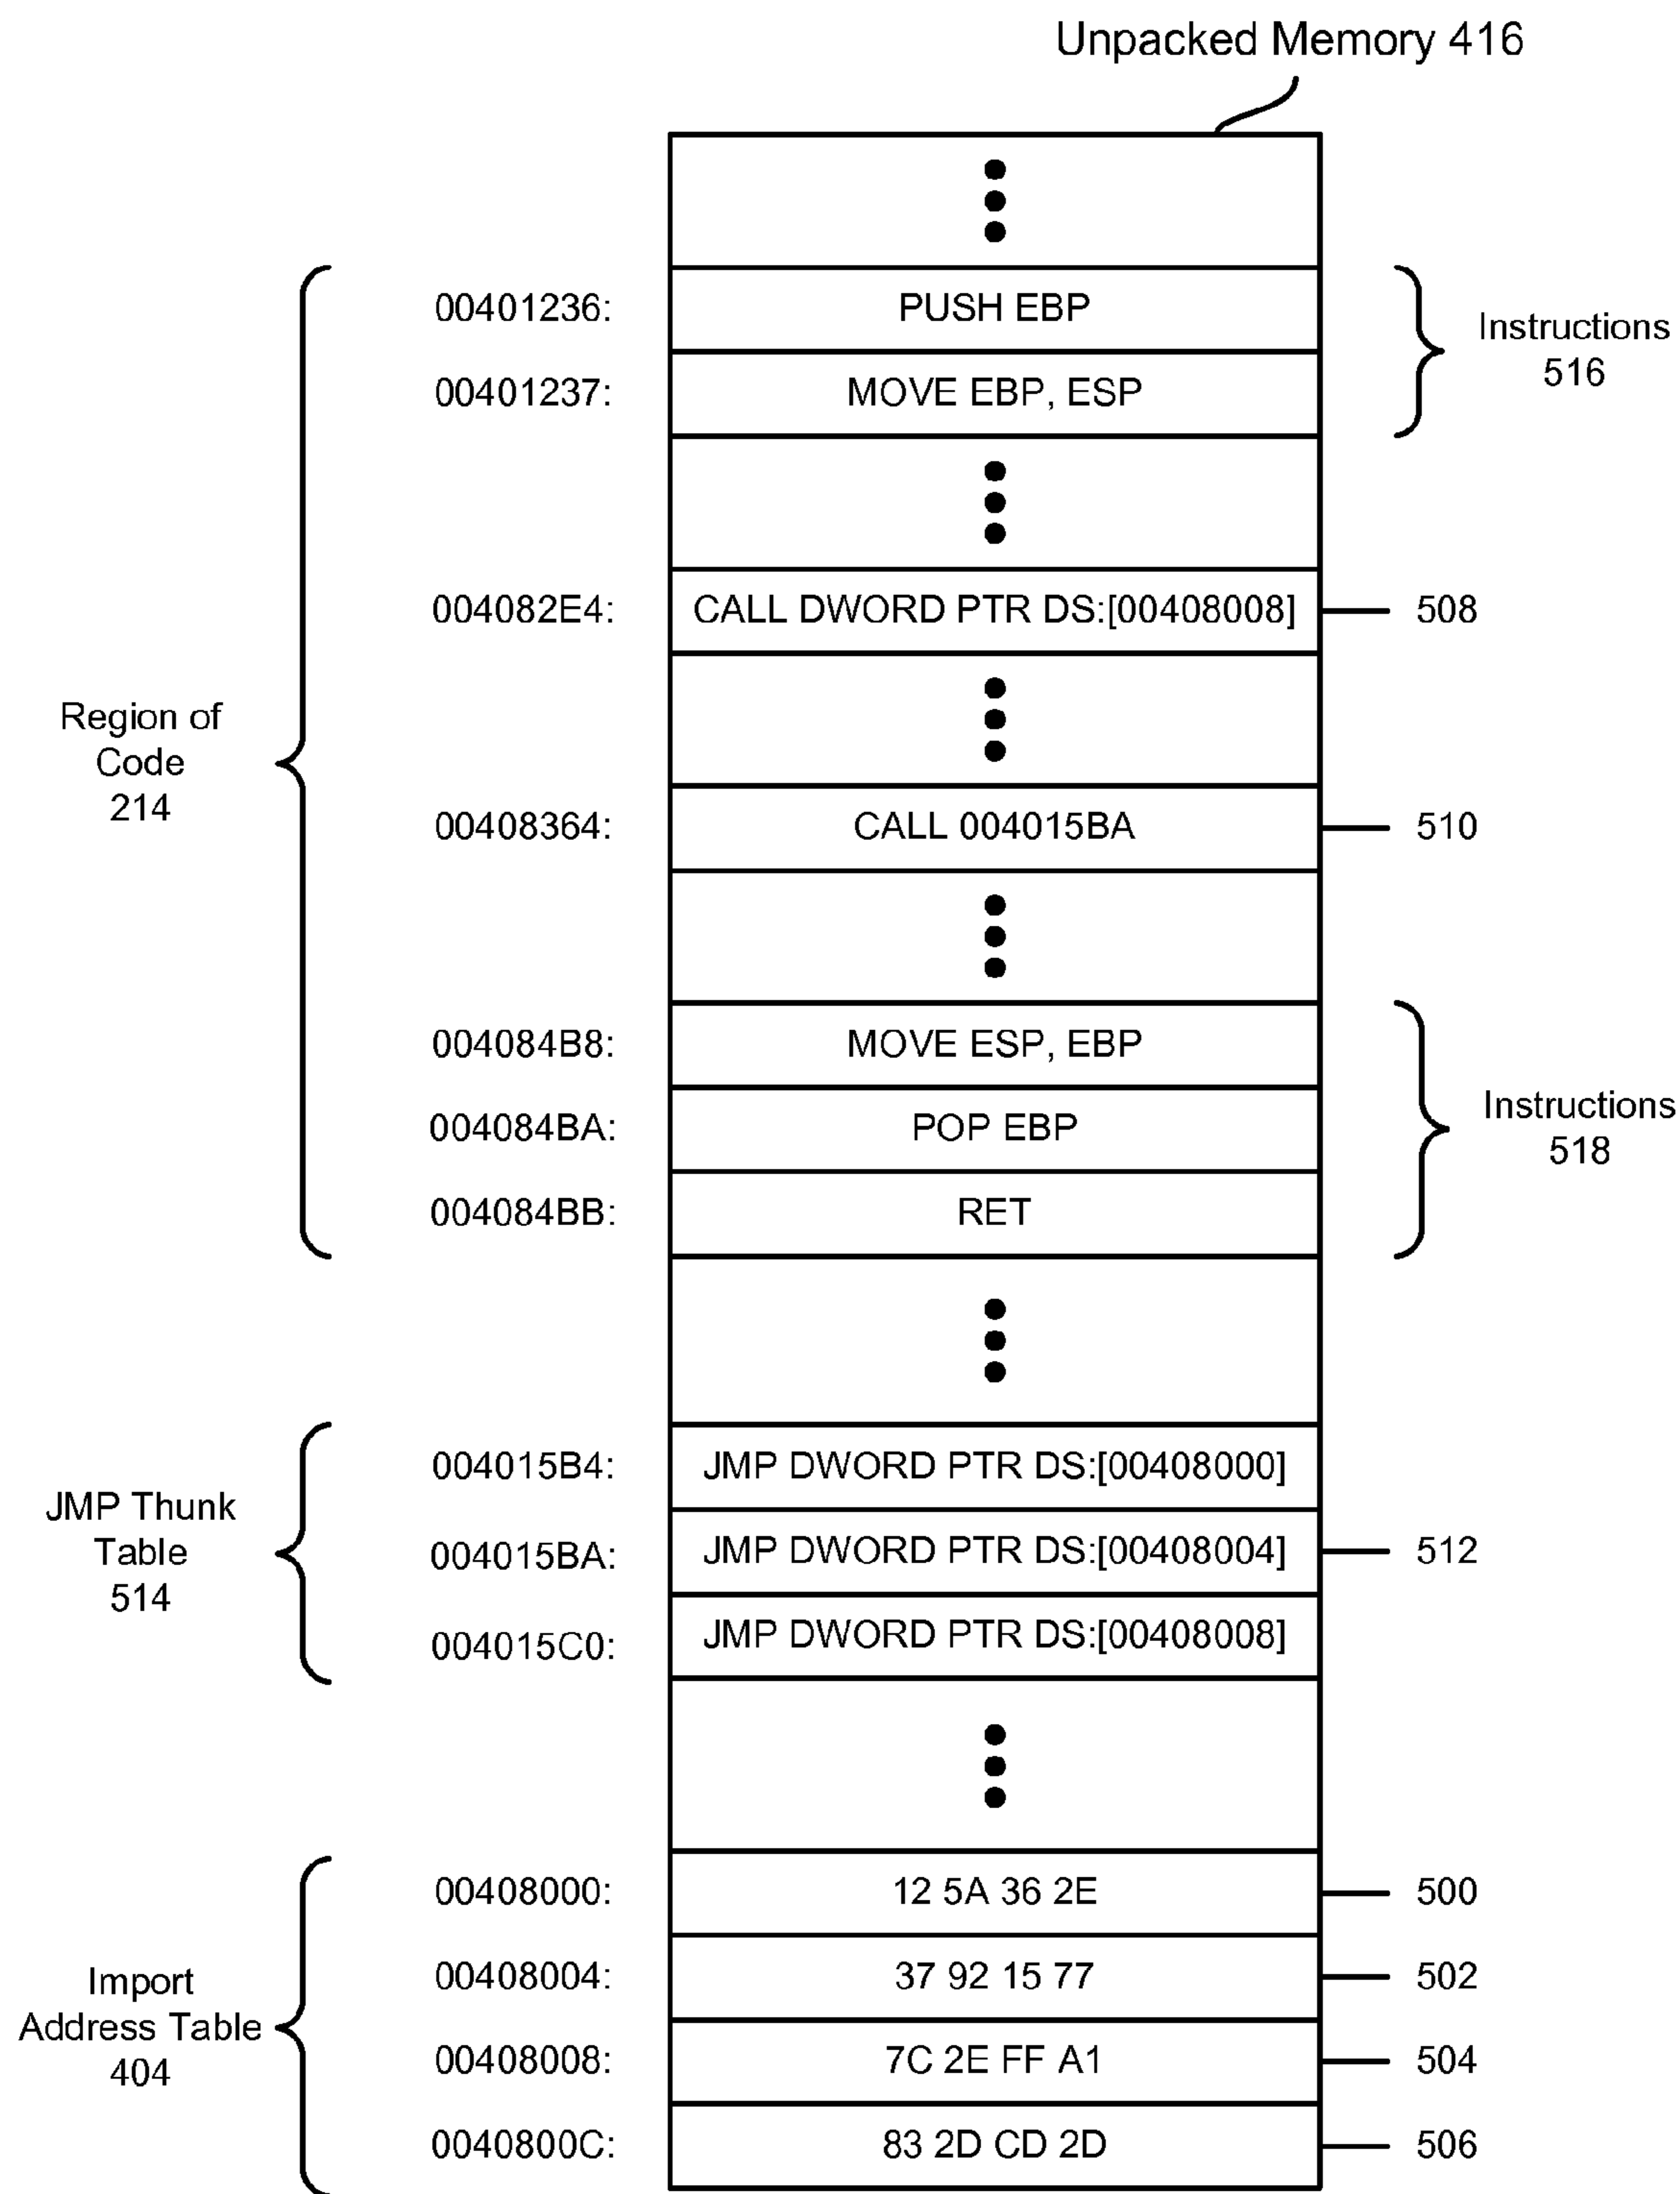 Unpacked Memory 416
00401236: PUSH EBP
00401237: MOVE EBP, ESP
Instructions
516
004082E4: CALL DWORD PTR DS:[00408008] 508
Region of
Code
214
00408364: CALL 004015BA 510
004084B8: MOVE ESP, EBP
004084BA: POP EBP
004084BB: RET
Instructions
518
004015B4: JMP DWORD PTR DS:[00408000]
004015BA: JMP DWORD PTR DS:[00408004] 512
004015C0: JMP DWORD PTR DS:[00408008]
JMP Thunk
Table
514
00408000: 12 5A 36 2E 500
00408004: 37 92 15 77 502
00408008: 7C 2E FF A1 504
0040800C: 83 2D CD 2D 506
Import
Address Table
404